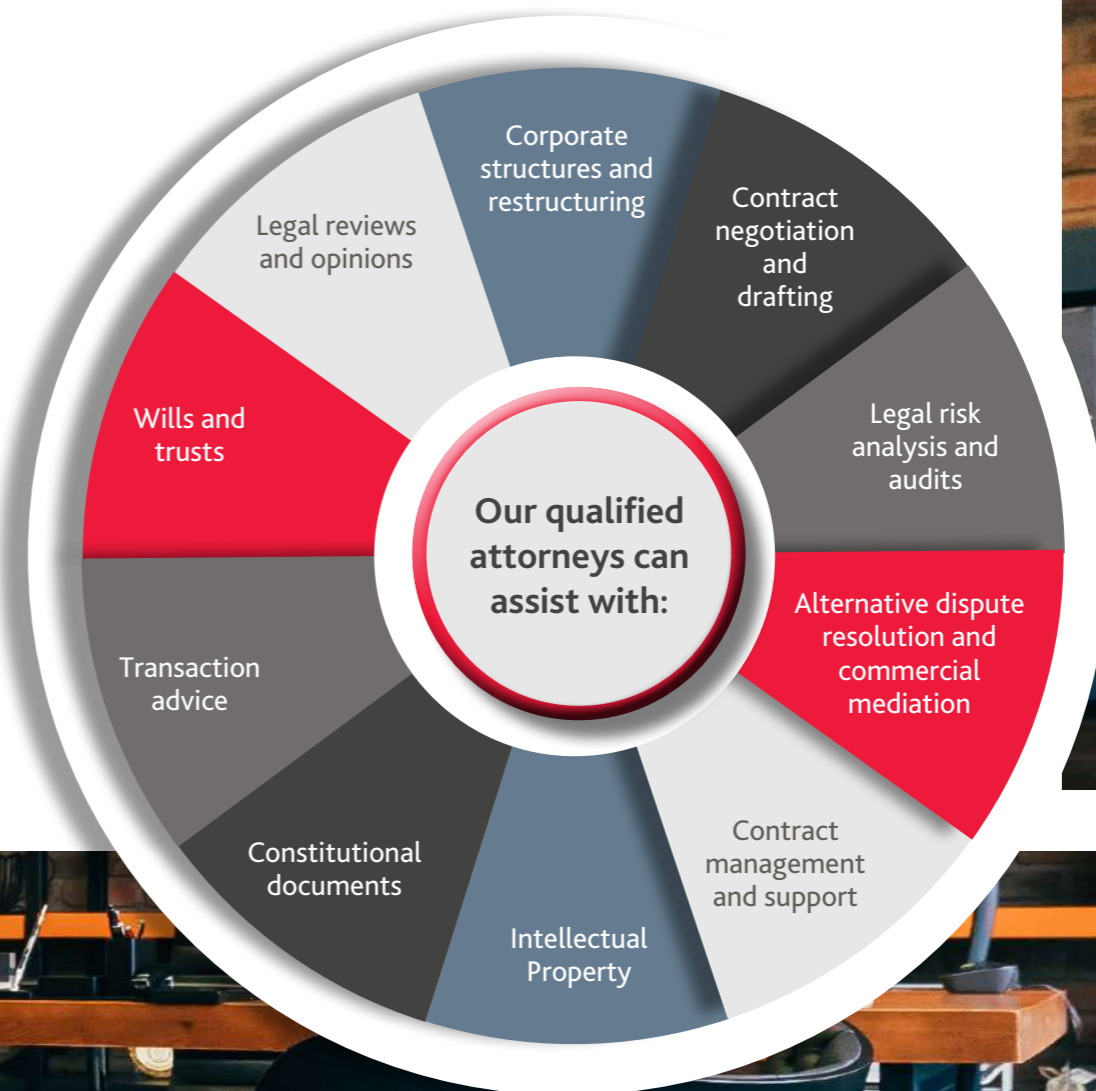 Corporate
structures and
restructuring
Contract
negotiation
and
drafting
Legal risk
analysis and
audits
Alternative dispute
resolution and
commercial
mediation
Contract
management
and support
Intellectual
Property
Constitutional
documents
Transaction
advice
Wills and
trusts
Legal reviews
and opinions
Our qualified
attorneys can
assist with: